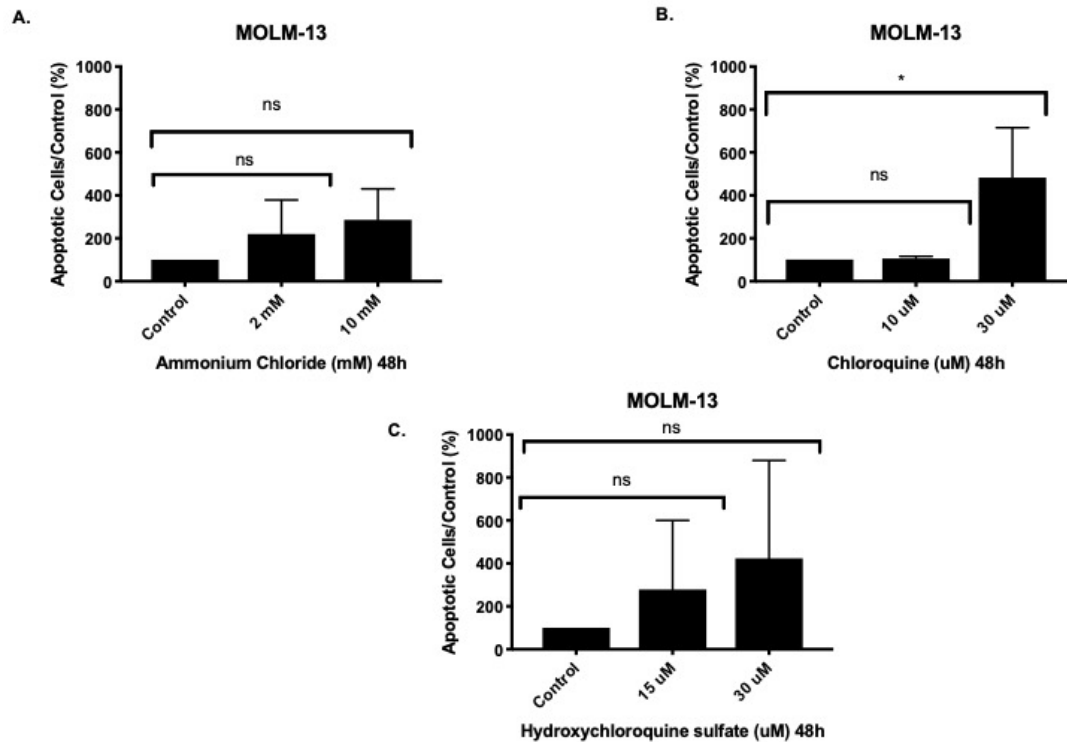 A.
MOLM-13
Apoptotic Cells/Control (%)
1000
800
600
400
200
0
ns
ns
Control
2 mM
10 mM
Ammonium Chloride (mM) 48h
B.
MOLM-13
Apoptotic Cells/Control (%)
1000
800
600
400
200
0
*
ns
Control
10 uM
30 uM
Chloroquine (uM) 48h
C.
MOLM-13
Apoptotic Cells/Control (%)
1000
800
600
400
200
0
ns
ns
Control
15 uM
30 uM
Hydroxychloroquine sulfate (uM) 48h